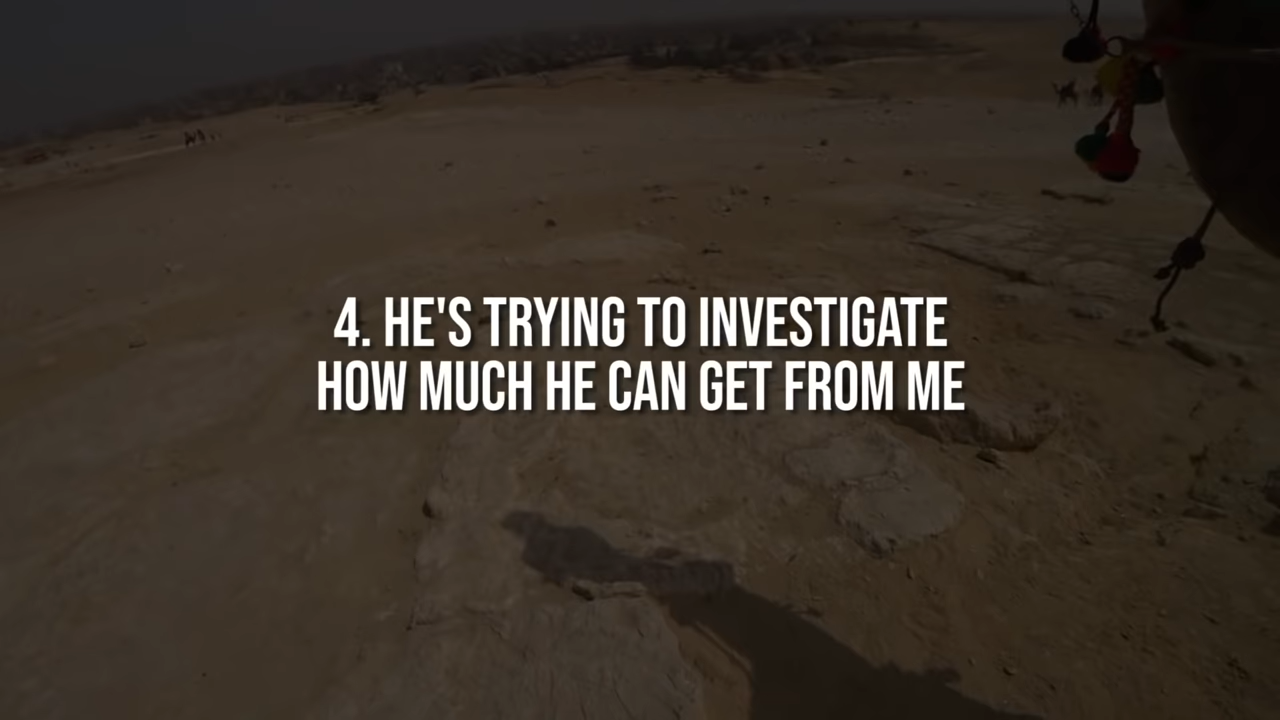 4. HE'S TRYING TO INVESTIGATE
HOW MUCH HE CAN GET FROM ME